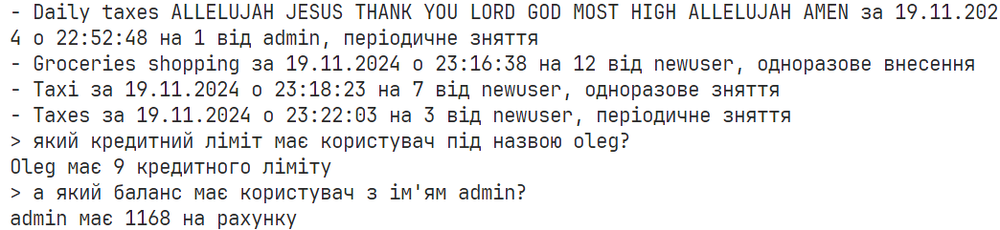 - Daily taxes ALLELUJAH JESUS THANK YOU LORD GOD MOST HIGH ALLELUJAH AMEN за 19.11.202
4 о 22:52:48 на 1 від admin, періодичне зняття
- Groceries shopping за 19.11.2024 о 23:16:38 на 12 від newuser, одноразове внесення
- Taxi за 19.11.2024 о 23:18:23 на 7 від newuser, одноразове зняття
- Taxes за 19.11.2024 о 23:22:03 на 3 від newuser, періодичне зняття
> який кредитний ліміт має користувач під назвою oleg?
Oleg має 9 кредитного ліміту
> а який баланс має користувач з ім'ям admin?
admin має 1168 на рахунку